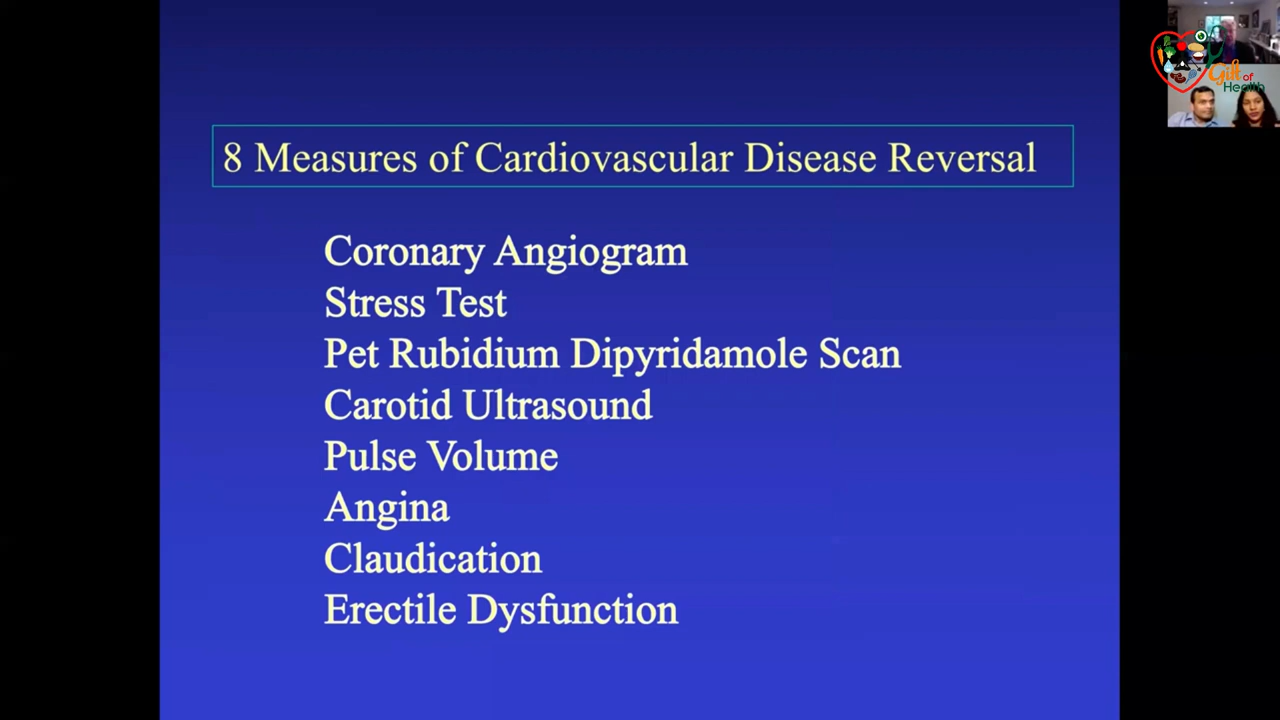 8 Measures of Cardiovascular Disease Reversal
Coronary Angiogram
Stress Test
Pet Rubidium Dipyridamole Scan
Carotid Ultrasound
Pulse Volume
Angina
Claudication
Erectile Dysfunction
Gift of
Health